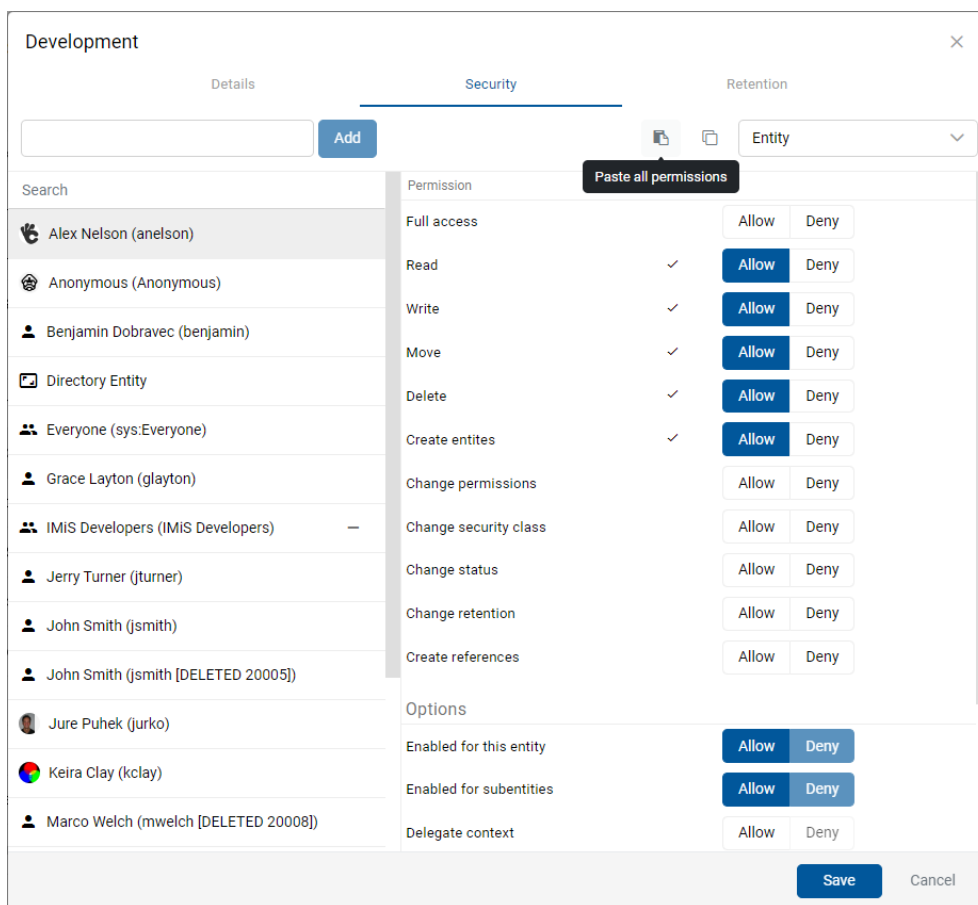 Development
Details
Security
Retention
Add
Entity
Paste all permissions
Search
Alex Nelson (anelson)
Anonymous (Anonymous)
Benjamin Dobravec (benjamin)
Directory Entity
Everyone (sys:Everyone)
Grace Layton (glayton)
IMiS Developers (IMiS Developers)
Jerry Turner (jturner)
John Smith (jsmith)
John Smith (jsmith [DELETED 20005])
Jure Puhek (jurko)
Keira Clay (kclay)
Marco Welch (mwelch [DELETED 20008])
Permission
Full access Allow Deny
Read Allow Deny
Write Allow Deny
Move Allow Deny
Delete Allow Deny
Create entites Allow Deny
Change permissions Allow Deny
Change security class Allow Deny
Change status Allow Deny
Change retention Allow Deny
Create references Allow Deny
Options
Enabled for this entity Allow Deny
Enabled for subentities Allow Deny
Delegate context Allow Deny
Save
Cancel